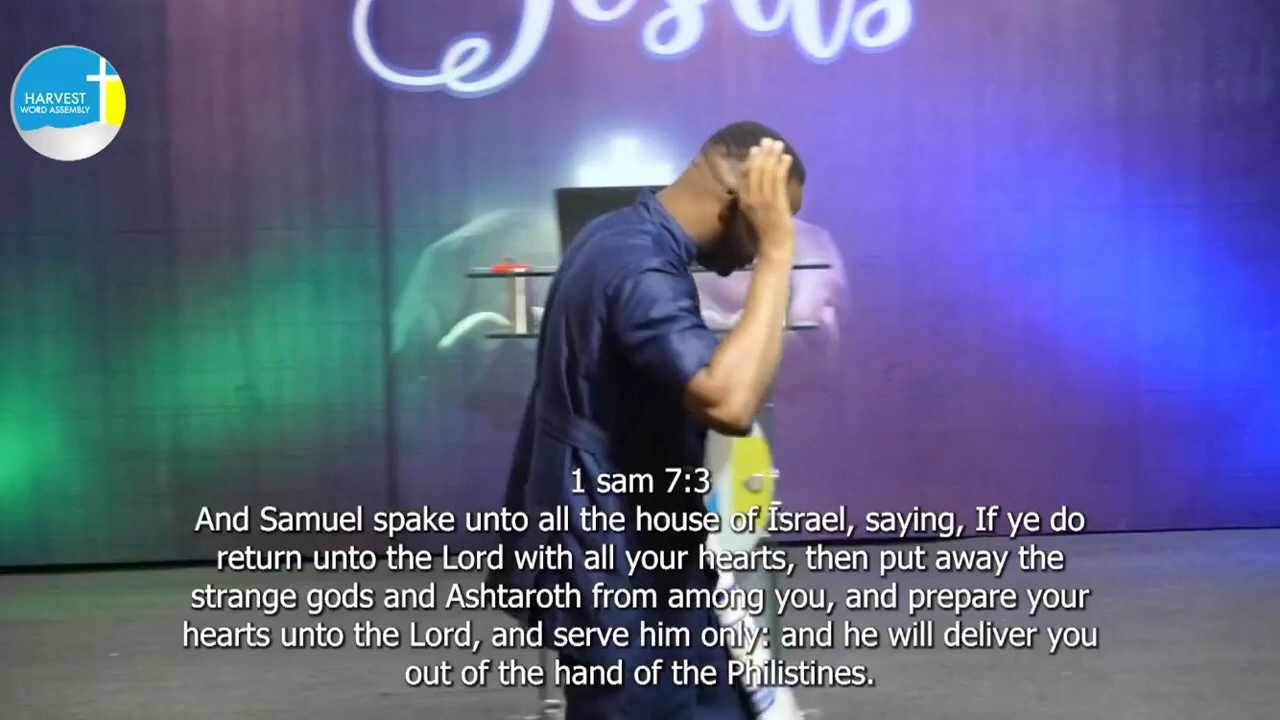 Jesus
HARVEST
WORD ASSEMBLY
1 sam 7:3
And Samuel spake unto all the house of Israel, saying, If ye do
return unto the Lord with all your hearts, then put away the
strange gods and Ashtaroth from among you, and prepare your
hearts unto the Lord, and serve him only: and he will deliver you
out of the hand of the Philistines.